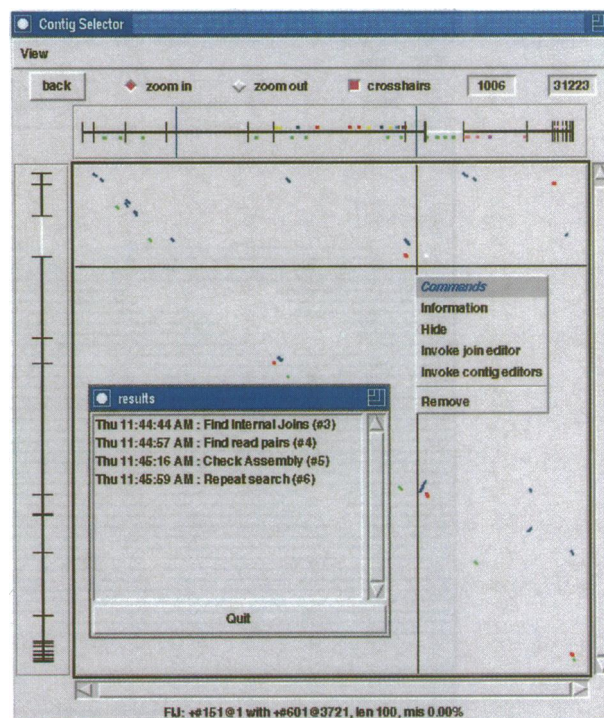 Contig Selector
View
back zoom in zoom out crosshairs 1006 31223
Commands
Information
Hide
Invoke join editor
Invoke contig editors
Remove
results
Thu 11:44:44 AM : Find Internal Joins (#3)
Thu 11:44:57 AM : Find read pairs (#4)
Thu 11:45:16 AM : Check Assembly (#5)
Thu 11:45:59 AM : Repeat search (#6)
Quit
FIJ: +#151@1 with +#601@3721, len 100, mis 0.00%